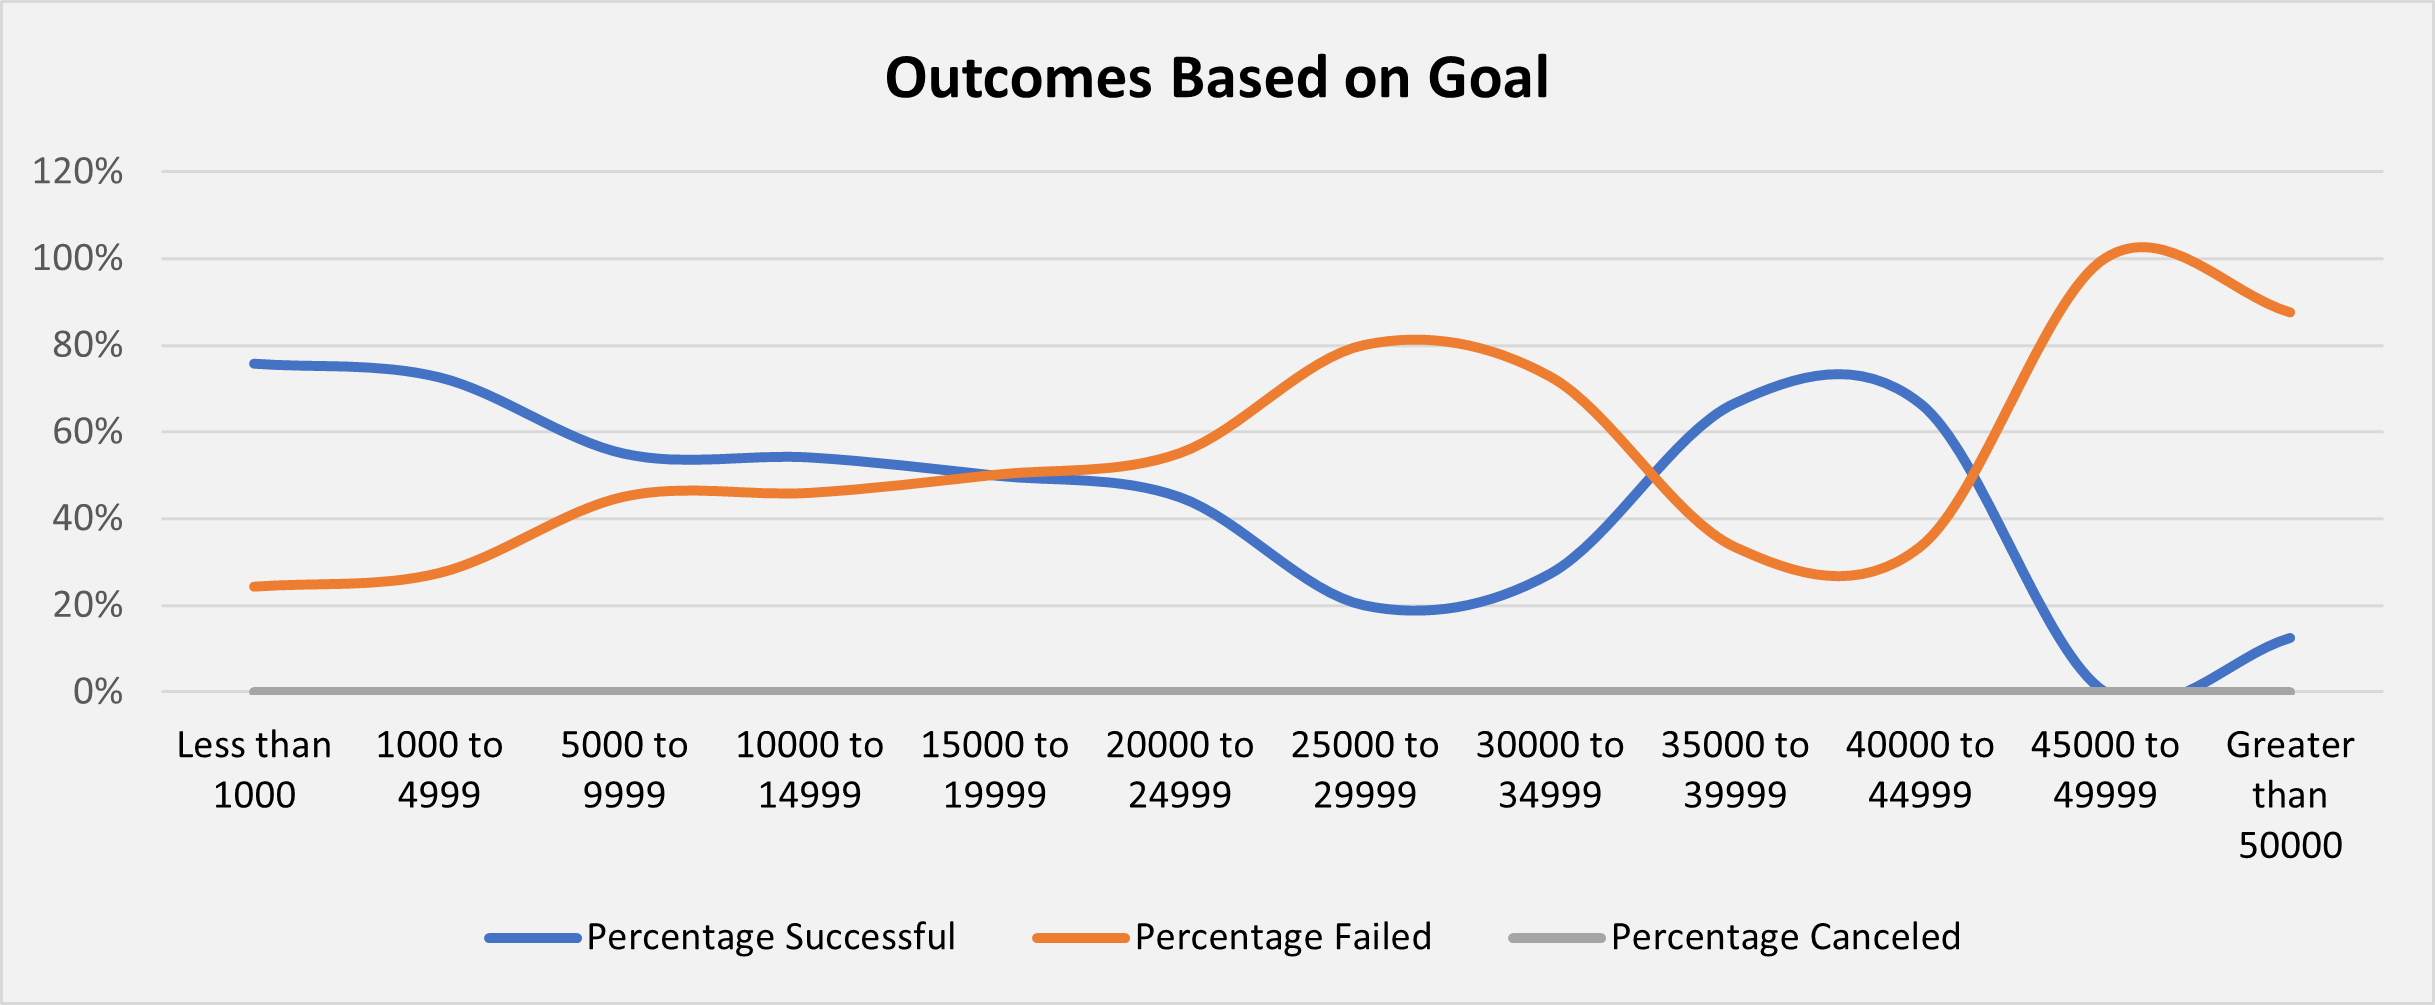 Outcomes Based on Goal
120%
100%
80%
60%
40%
20%
0%
Less than
1000
1000 to
4999
5000 to
9999
10000 to
14999
15000 to
19999
20000 to
24999
25000 to
29999
30000 to
34999
35000 to
39999
40000 to
44999
45000 to
49999
Greater
than
50000
Percentage Successful
Percentage Failed
Percentage Canceled